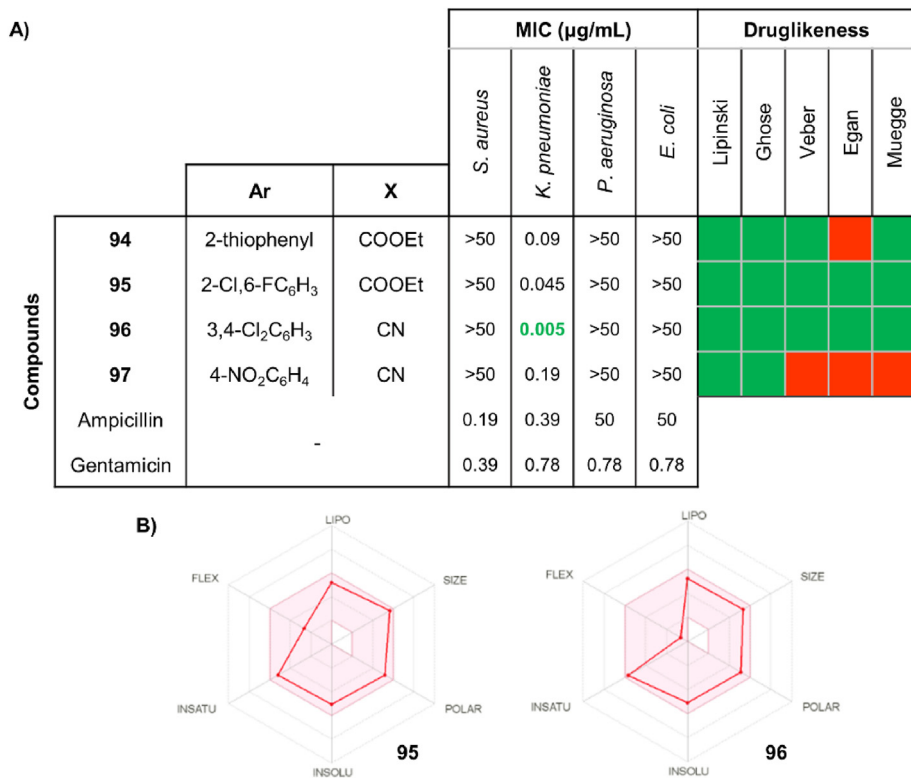 A)
MIC (µg/mL) Druglikeness
S. aureus K. pneumoniae P. aeruginosa E. coli Lipinski Ghose Veber Egan Muegge
Ar X
Compounds
94 2-thiophenyl COOEt >50 0.09 >50 >50
95 2-Cl,6-FC₆H₃ COOEt >50 0.045 >50 >50
96 3,4-Cl₂C₆H₃ CN >50 0.005 >50 >50
97 4-NO₂C₆H₄ CN >50 0.19 >50 >50
Ampicillin - 0.19 0.39 50 50
Gentamicin 0.39 0.78 0.78 0.78
B)
LIPO
FLEX SIZE
INSATU POLAR
INSOLU
95
LIPO
FLEX SIZE
INSATU POLAR
INSOLU
96